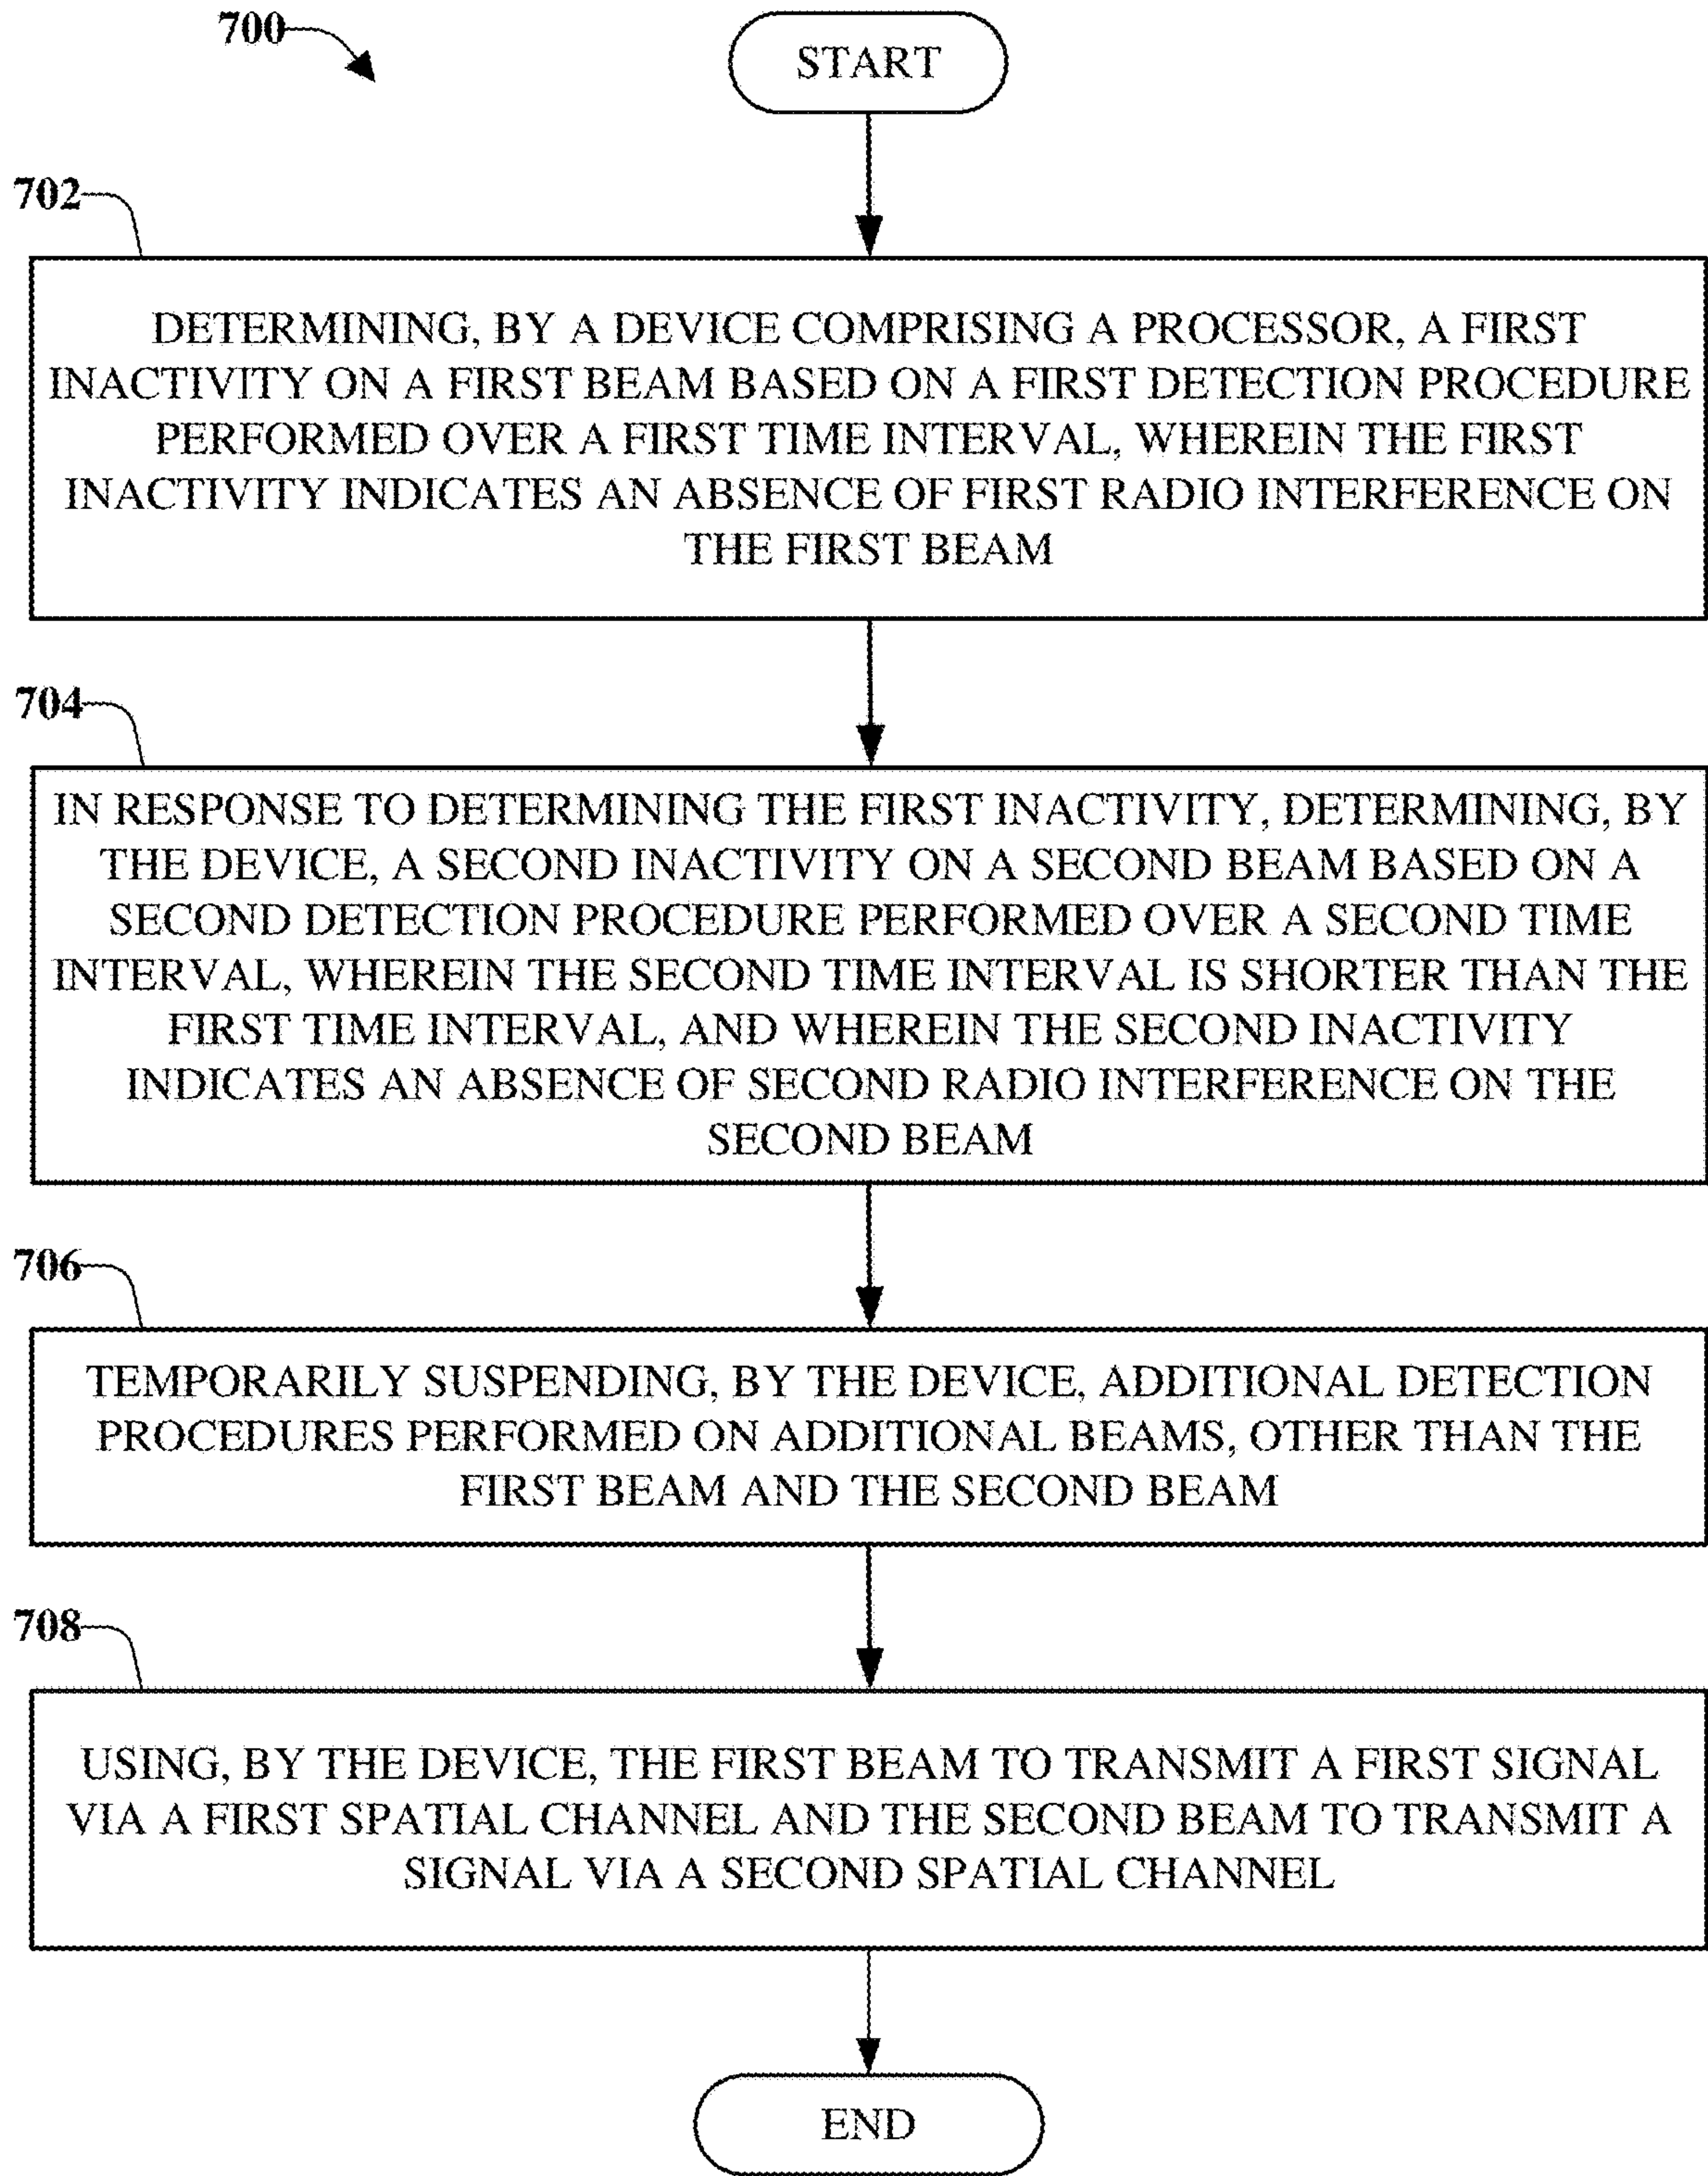 700
START
702
DETERMINING, BY A DEVICE COMPRISING A PROCESSOR, A FIRST
INACTIVITY ON A FIRST BEAM BASED ON A FIRST DETECTION PROCEDURE
PERFORMED OVER A FIRST TIME INTERVAL, WHEREIN THE FIRST
INACTIVITY INDICATES AN ABSENCE OF FIRST RADIO INTERFERENCE ON
THE FIRST BEAM
704
IN RESPONSE TO DETERMINING THE FIRST INACTIVITY, DETERMINING, BY
THE DEVICE, A SECOND INACTIVITY ON A SECOND BEAM BASED ON A
SECOND DETECTION PROCEDURE PERFORMED OVER A SECOND TIME
INTERVAL, WHEREIN THE SECOND TIME INTERVAL IS SHORTER THAN THE
FIRST TIME INTERVAL, AND WHEREIN THE SECOND INACTIVITY
INDICATES AN ABSENCE OF SECOND RADIO INTERFERENCE ON THE
SECOND BEAM
706
TEMPORARILY SUSPENDING, BY THE DEVICE, ADDITIONAL DETECTION
PROCEDURES PERFORMED ON ADDITIONAL BEAMS, OTHER THAN THE
FIRST BEAM AND THE SECOND BEAM
708
USING, BY THE DEVICE, THE FIRST BEAM TO TRANSMIT A FIRST SIGNAL
VIA A FIRST SPATIAL CHANNEL AND THE SECOND BEAM TO TRANSMIT A
SIGNAL VIA A SECOND SPATIAL CHANNEL
END